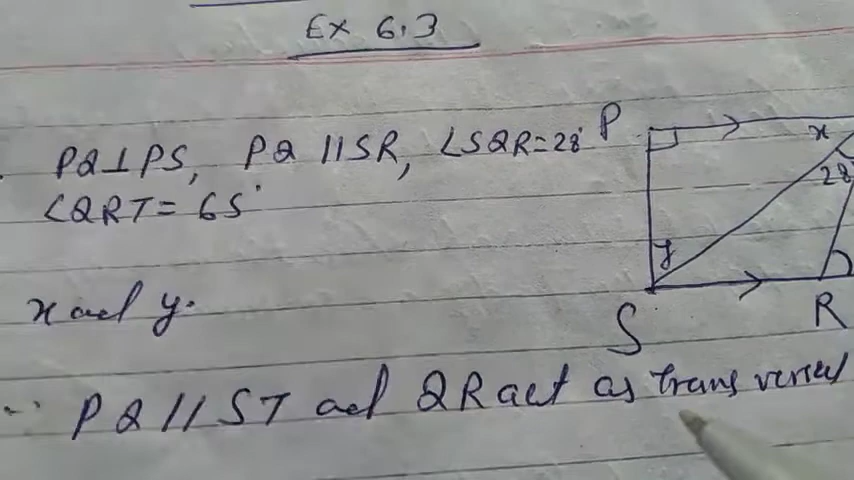 Ex 6.3
PQ⊥PS, PQ || SR, ∠SQR=28°
∠QRT = 65°
x and y.
P
x
28
y
S
R
∵ PQ // ST and QR act as transversal